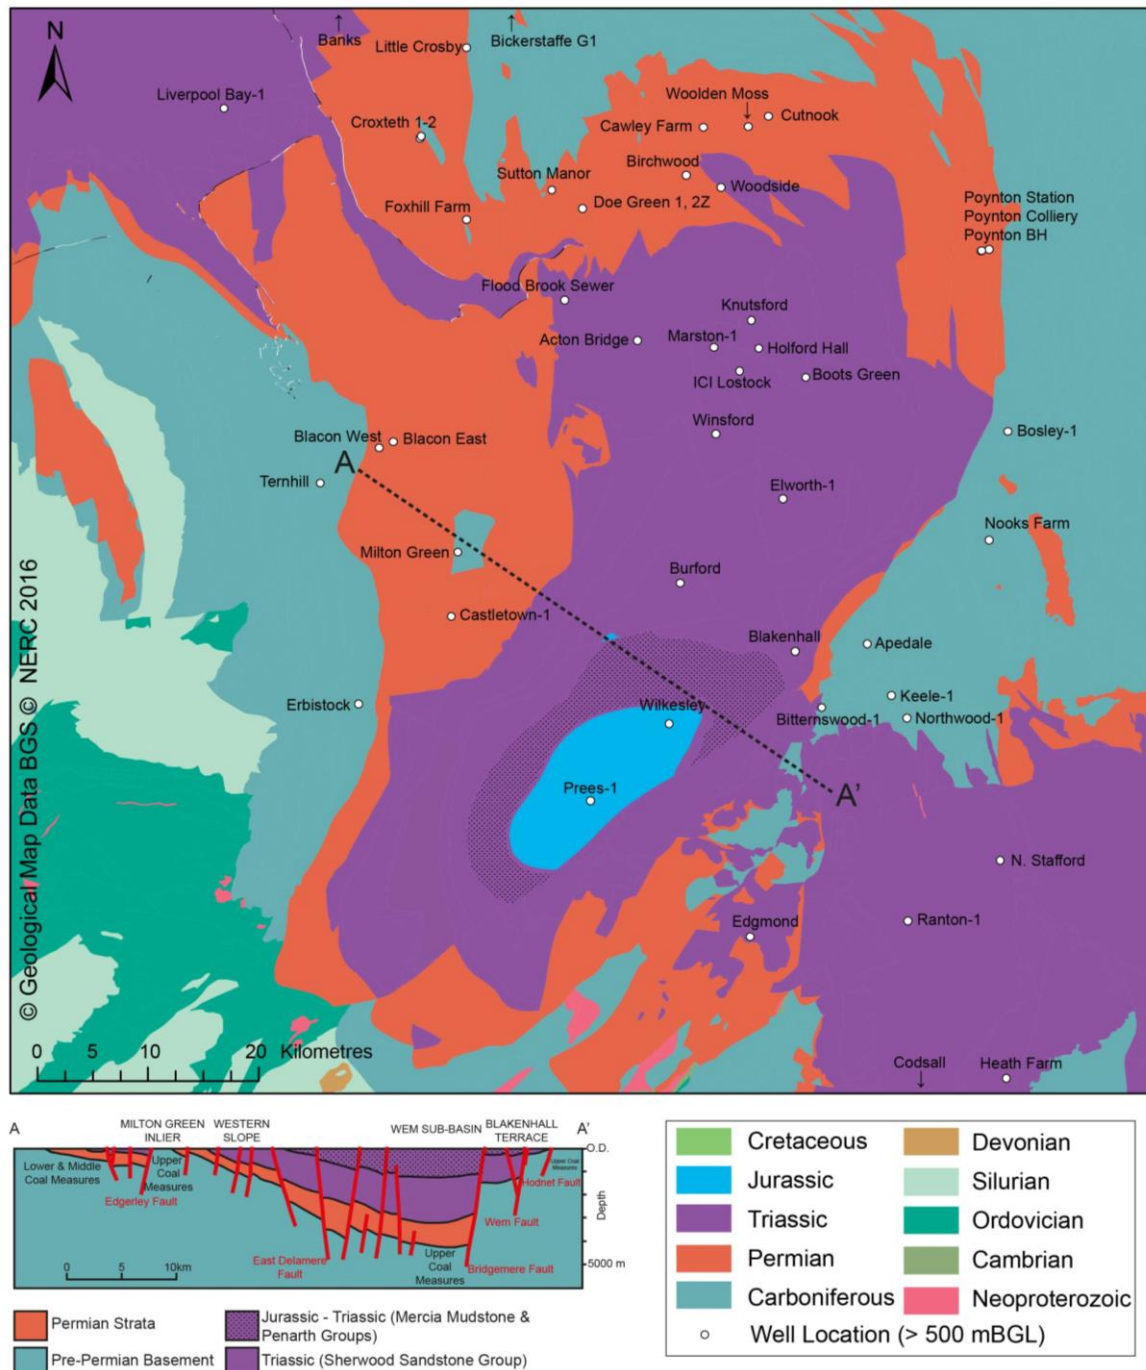 N
Banks
Little Crosby
Bickerstaffe G1
Liverpool Bay-1
Woolden Moss
Croxteth 1-2
Cawley Farm
Cutnook
Birchwood
Sutton Manor
Woodside
Foxhill Farm
Doe Green 1, 2Z
Poynton Station
Poynton Colliery
Poynton BH
Flood Brook Sewer
Knutsford
Acton Bridge
Marston-1
Holford Hall
ICI Lostock
Boots Green
Winsford
Bosley-1
Blacon West
Blacon East
A
Ternhill
Elworth-1
Nooks Farm
Milton Green
Burford
Castletown-1
Blakenhall
Apedale
Erbistock
Wilkesley
Keele-1
Bitternswood-1
Northwood-1
Prees-1
A'
N. Stafford
Edgmond
Ranton-1
© Geological Map Data BGS © NERC 2016
0 5 10 20 Kilometres
Codsall
Heath Farm
A
MILTON GREEN
INLIER
WESTERN
SLOPE
WEM SUB-BASIN
BLAKENHALL
TERRACE
A'
O.D.
Lower & Middle
Coal Measures
Upper
Coal
Measures
Upper Coal
Measures
Edgerley Fault
Hodnet Fault
Wem Fault
Depth
East Delamere
Fault
Upper
Coal
Measures
Bridgemere Fault
5000 m
0 5 10km
Permian Strata
Pre-Permian Basement
Jurassic - Triassic (Mercia Mudstone &
Penarth Groups)
Triassic (Sherwood Sandstone Group)
Cretaceous
Jurassic
Triassic
Permian
Carboniferous
Devonian
Silurian
Ordovician
Cambrian
Neoproterozoic
Well Location (> 500 mBGL)